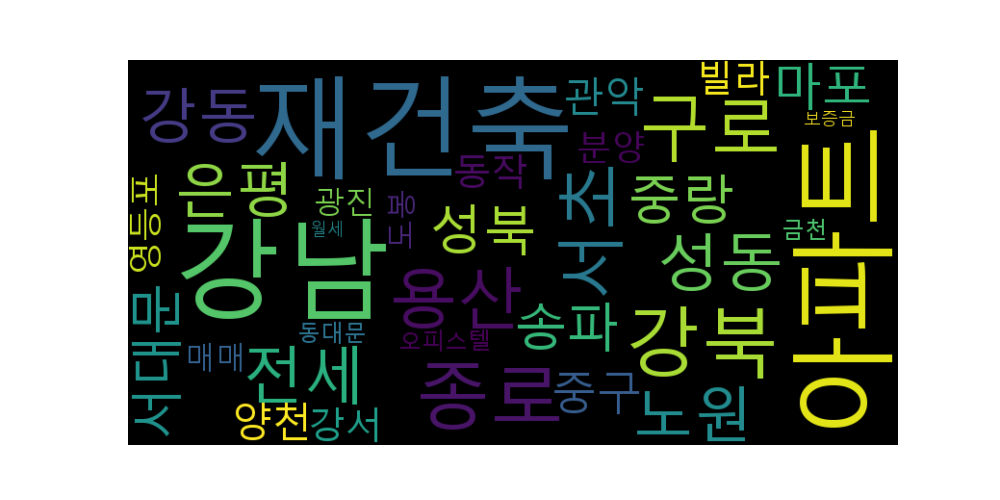 빌라
마포
강동
재건축
관악
구로
보증금
분양
아파트
동작
은평
광진
도봉
서초
중랑
영등포
강남
월세
성북
금천
성동
용산
서대문
송파
강북
동대문
오피스텔
매매
전세
종로
중구
노원
양천
강서